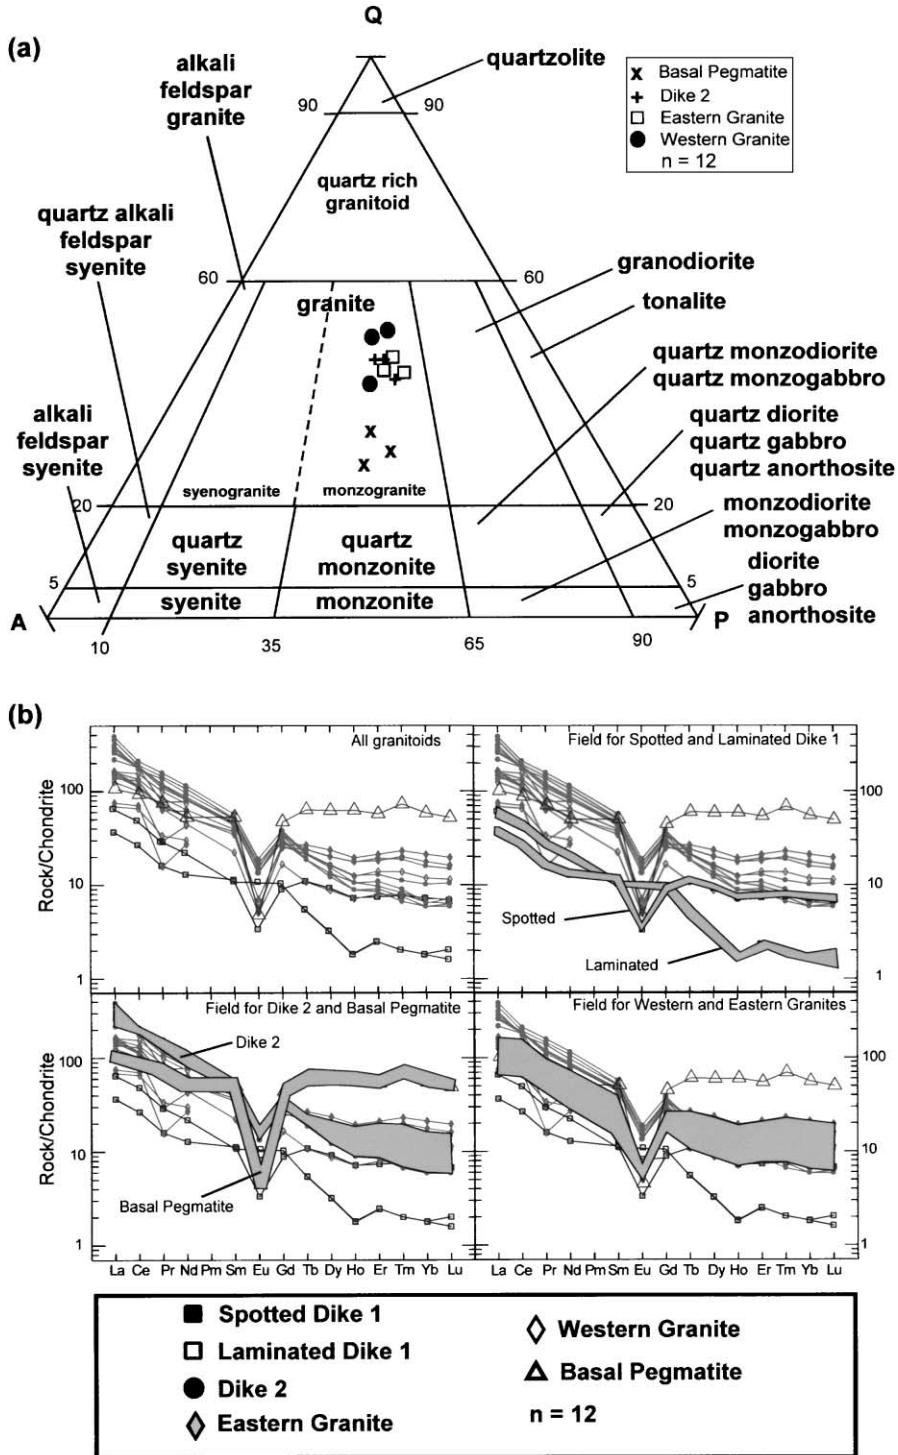 (a)
Q
alkali
feldspar
granite
quartzolite
x Basal Pegmatite
+ Dike 2
Eastern Granite
Western Granite
n = 12
90
90
quartz rich
granitoid
quartz alkali
feldspar
syenite
60
60
granodiorite
granite
tonalite
quartz monzodiorite
quartz monzogabbro
alkali
feldspar
syenite
quartz diorite
quartz gabbro
quartz anorthosite
20
syenogranite
monzogranite
20
monzodiorite
monzogabbro
quartz
syenite
quartz
monzonite
diorite
gabbro
anorthosite
5
5
syenite
monzonite
A
P
10
35
65
90
(b)
All granitoids
Field for Spotted and Laminated Dike 1
Rock/Chondrite
100
10
1
100
10
1
Spotted
Laminated
Field for Dike 2 and Basal Pegmatite
Field for Western and Eastern Granites
Rock/Chondrite
100
10
1
100
10
1
Dike 2
Basal Pegmatite
La Ce Pr Nd Pm Sm Eu Gd Tb Dy Ho Er Tm Yb Lu
La Ce Pr Nd Pm Sm Eu Gd Tb Dy Ho Er Tm Yb Lu
Spotted Dike 1
Laminated Dike 1
Dike 2
Eastern Granite
Western Granite
Basal Pegmatite
n = 12